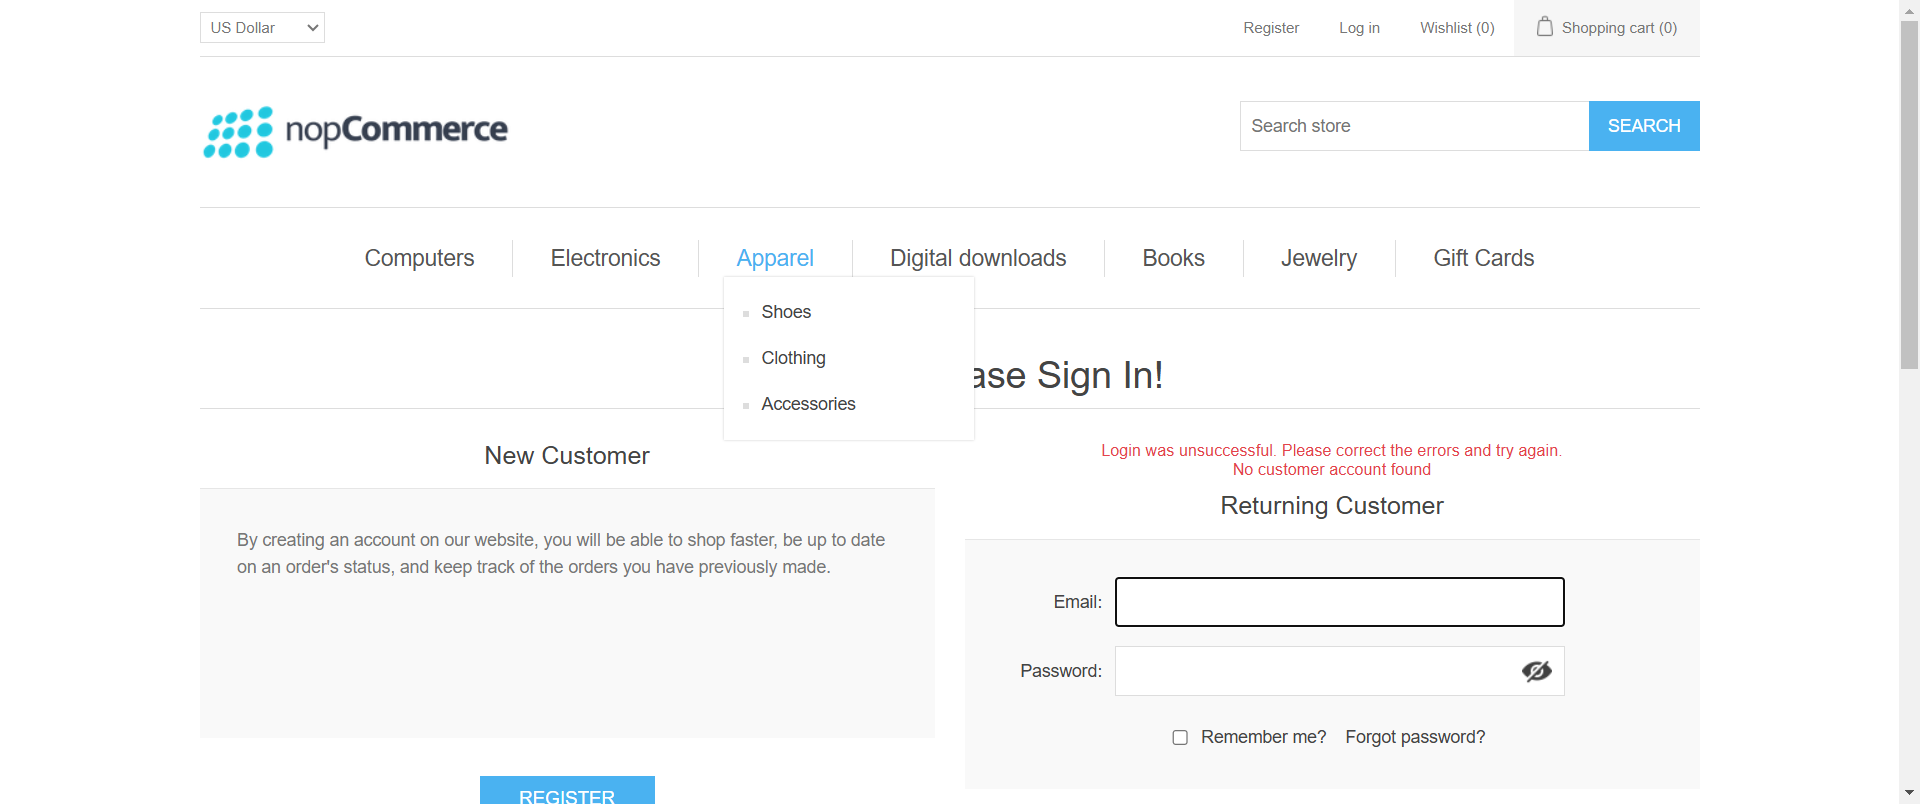 US Dollar
Register
Log in
Wishlist (0)
Shopping cart (0)
nopCommerce
Search store
SEARCH
Computers
Electronics
Apparel
Digital downloads
Books
Jewelry
Gift Cards
Shoes
Clothing
Accessories
ase Sign In!
New Customer
By creating an account on our website, you will be able to shop faster, be up to date
on an order's status, and keep track of the orders you have previously made.
REGISTER
Login was unsuccessful. Please correct the errors and try again.
No customer account found
Returning Customer
Email:
Password:
Remember me?
Forgot password?